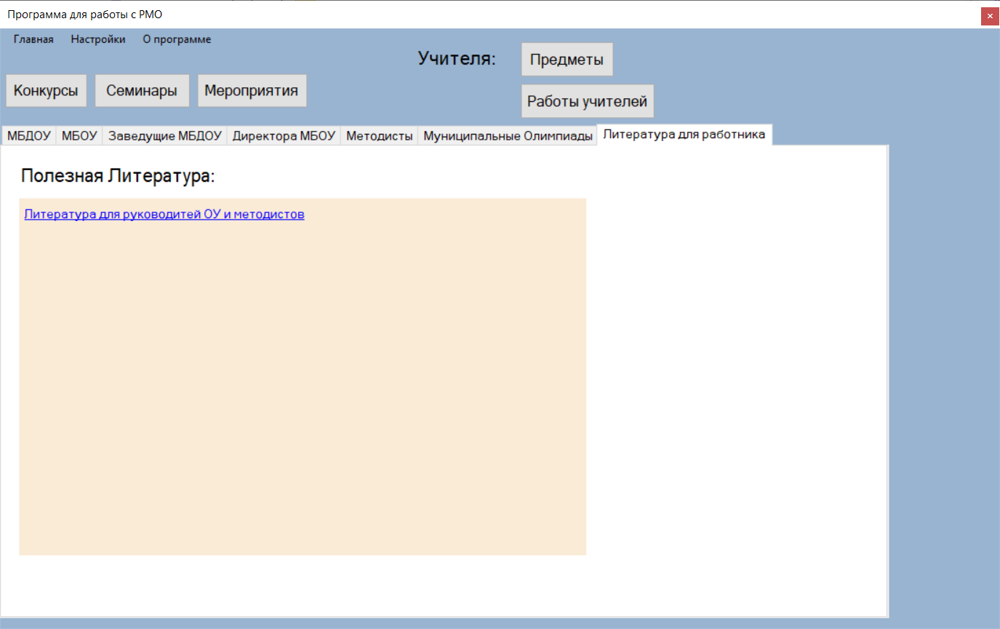 Программа для работы с РМО
Главная Настройки О программе
Учителя: Предметы
Конкурсы Семинары Мероприятия
Работы учителей
МБДОУ МБОУ Заведущие МБДОУ Директора МБОУ Методисты Муниципальные Олимпиады Литература для работника
Полезная Литература:
Литература для руководитей ОУ и методистов